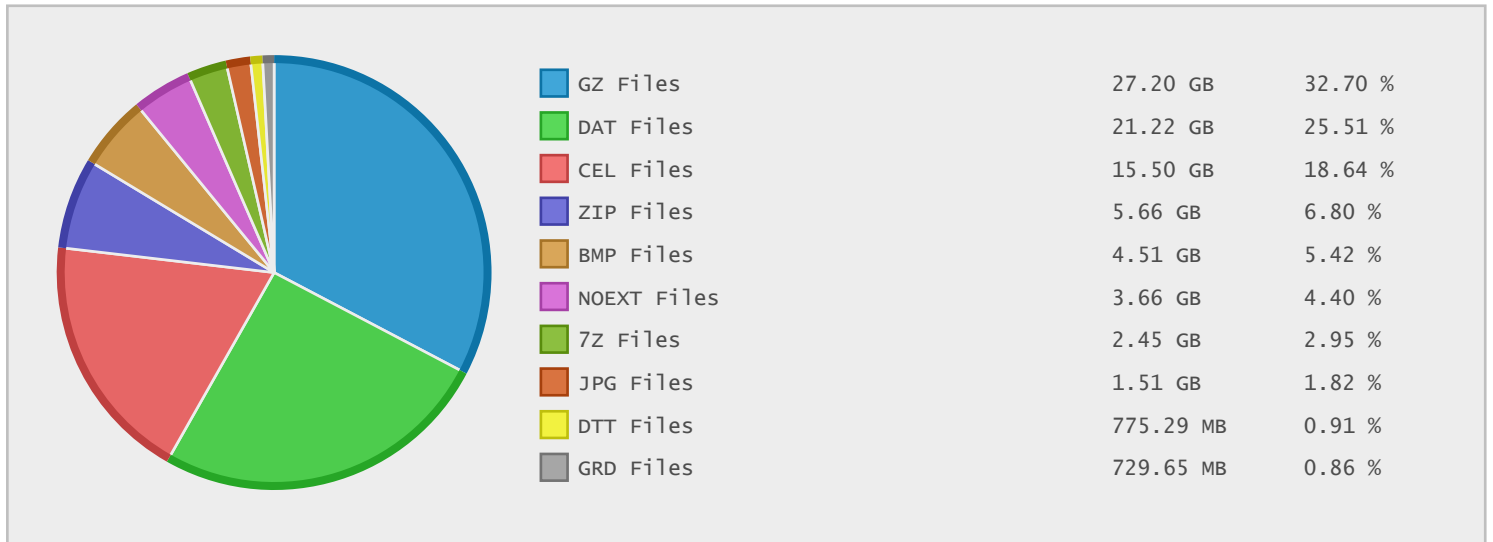 GZ Files 27.20 GB 32.70 %
DAT Files 21.22 GB 25.51 %
CEL Files 15.50 GB 18.64 %
ZIP Files 5.66 GB 6.80 %
BMP Files 4.51 GB 5.42 %
NOEXT Files 3.66 GB 4.40 %
7Z Files 2.45 GB 2.95 %
JPG Files 1.51 GB 1.82 %
DTT Files 775.29 MB 0.91 %
GRD Files 729.65 MB 0.86 %